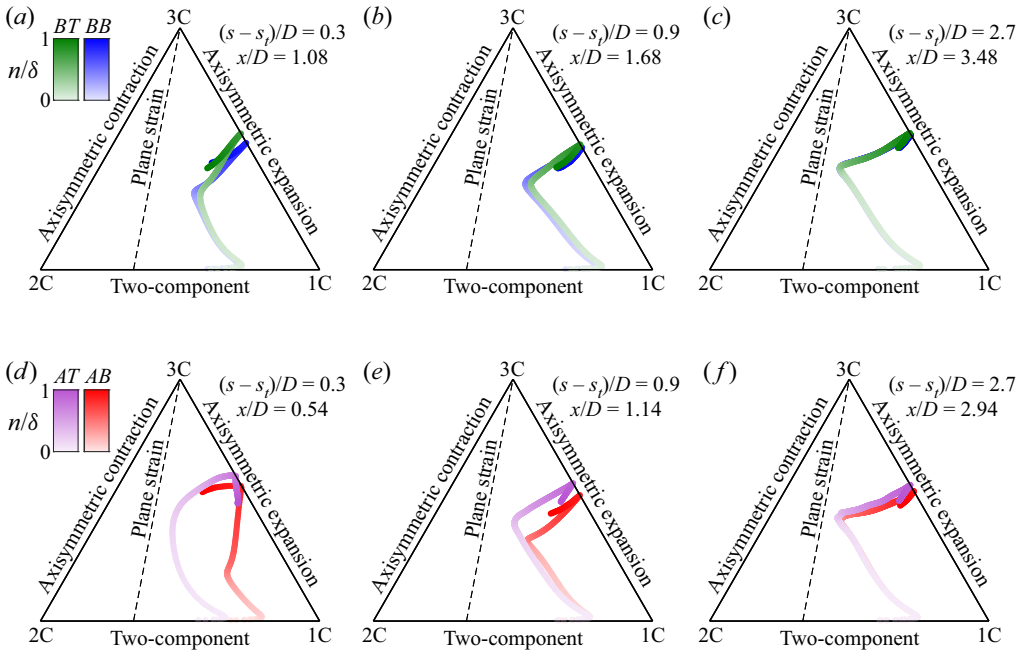 (a) BT BB
1
n/δ
0
3C
(s – s_t)/D = 0.3
x/D = 1.08
Axisymmetric contraction
Plane strain
Axisymmetric expansion
2C Two-component 1C
(b)
3C
(s – s_t)/D = 0.9
x/D = 1.68
Axisymmetric contraction
Plane strain
Axisymmetric expansion
2C Two-component 1C
(c)
3C
(s – s_t)/D = 2.7
x/D = 3.48
Axisymmetric contraction
Plane strain
Axisymmetric expansion
2C Two-component 1C
(d) AT AB
1
n/δ
0
3C
(s – s_t)/D = 0.3
x/D = 0.54
Axisymmetric contraction
Plane strain
Axisymmetric expansion
2C Two-component 1C
(e)
3C
(s – s_t)/D = 0.9
x/D = 1.14
Axisymmetric contraction
Plane strain
Axisymmetric expansion
2C Two-component 1C
(f)
3C
(s – s_t)/D = 2.7
x/D = 2.94
Axisymmetric contraction
Plane strain
Axisymmetric expansion
2C Two-component 1C